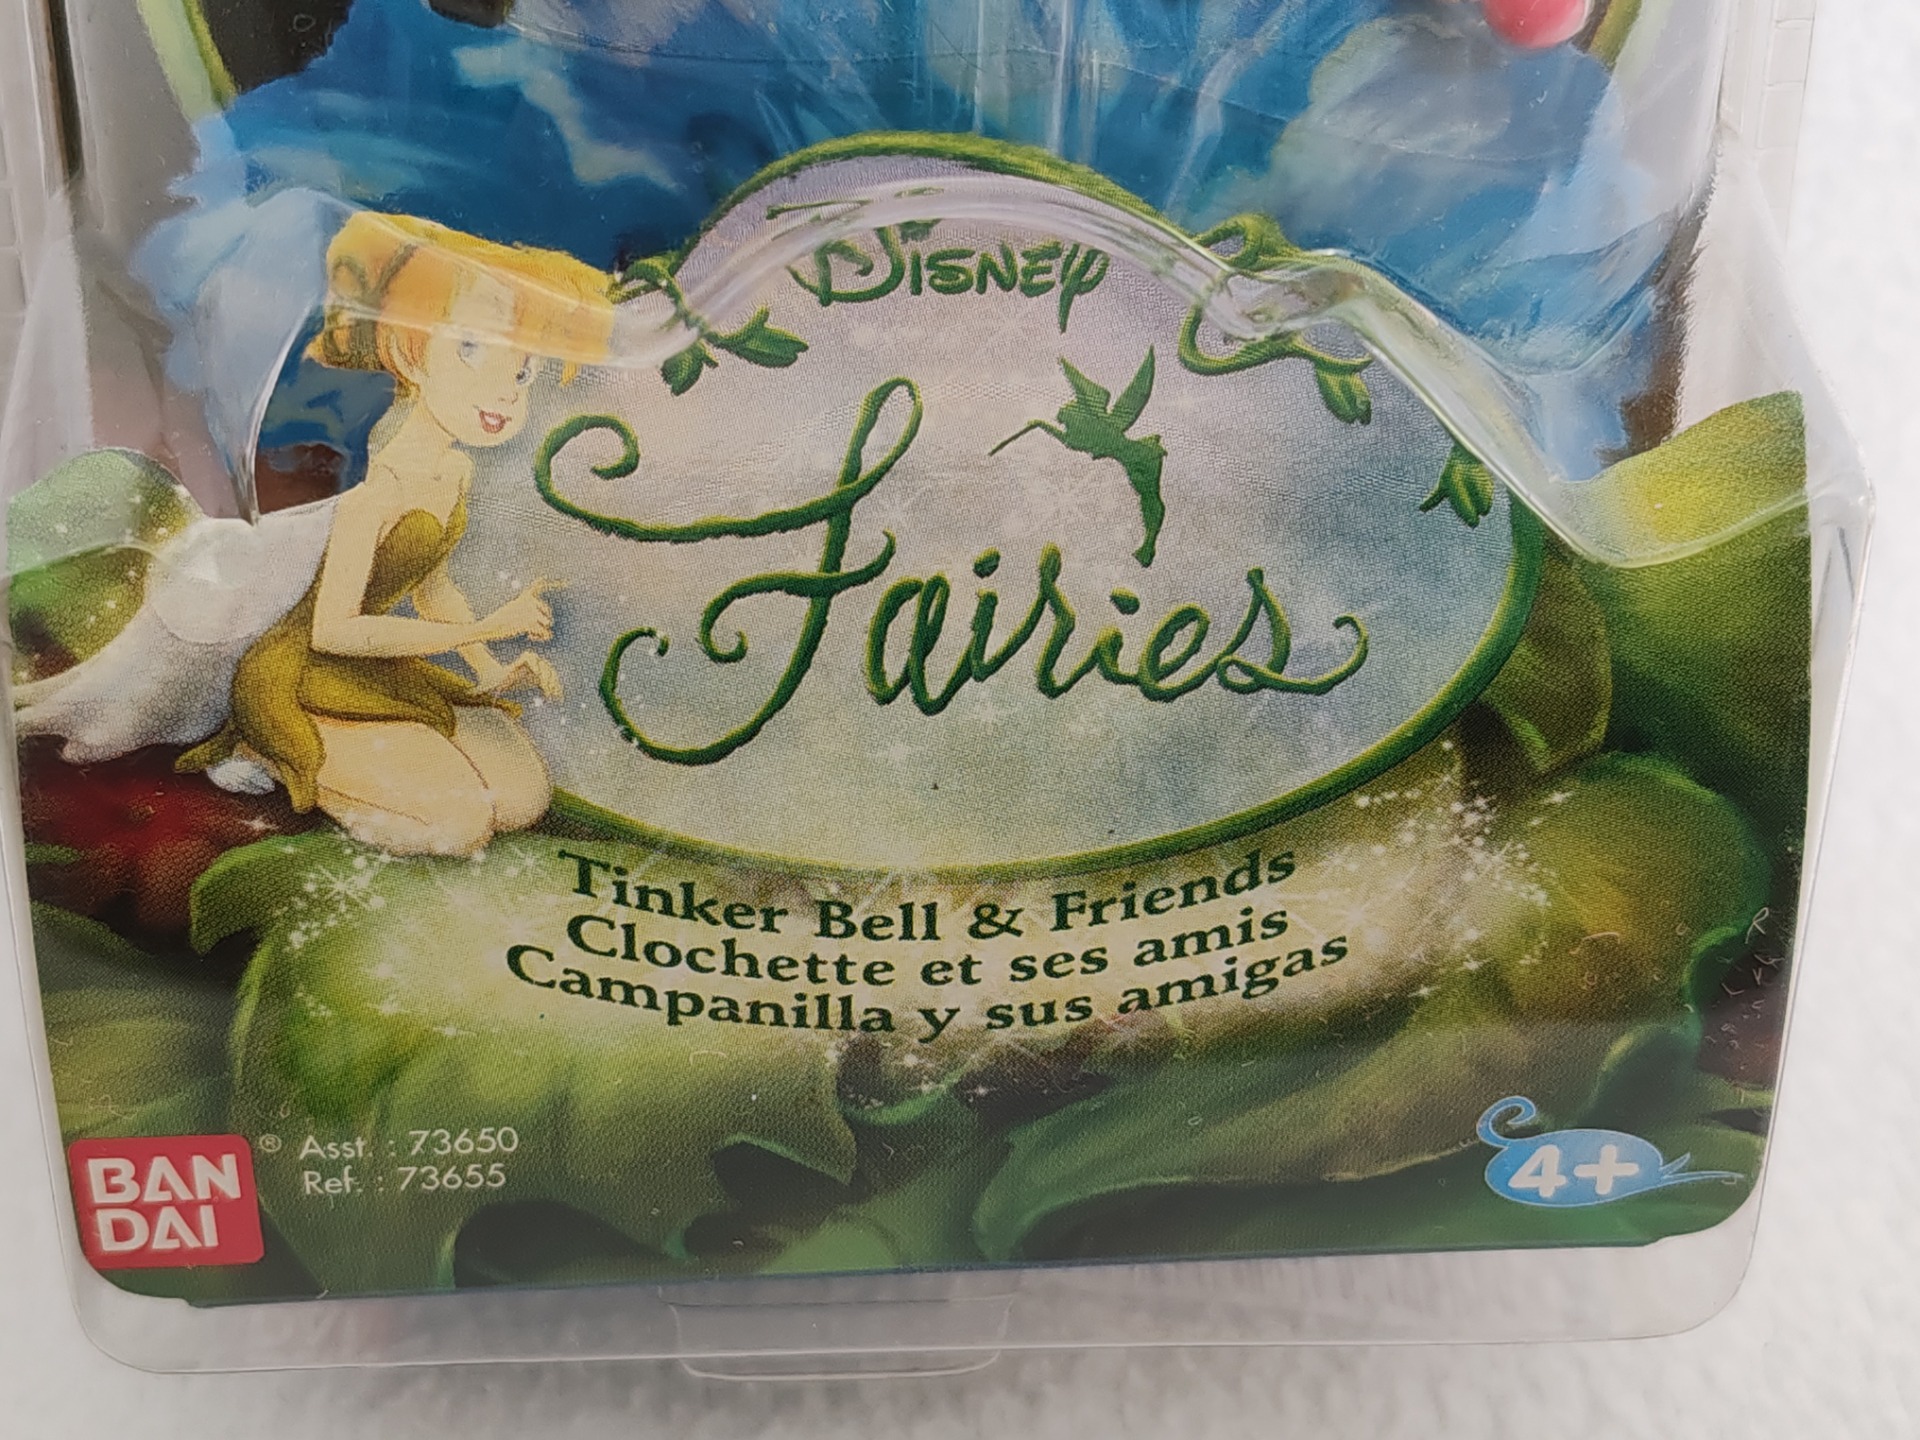 Disney
Fairies
Tinker Bell & Friends
Clochette et ses amis
Campanilla y sus amigas
BAN
DAI
® Asst. : 73650
Ref. : 73655
4+